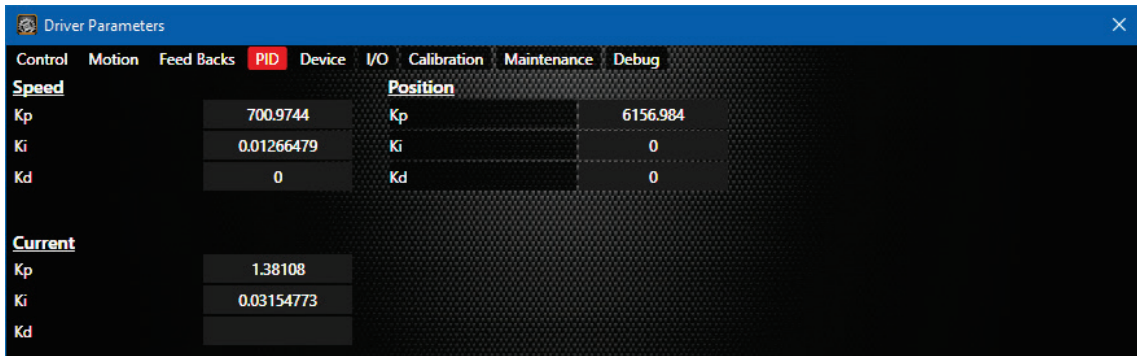 Driver Parameters
Control Motion Feed Backs PID Device I/O Calibration Maintenance Debug
Speed Position
Kp 700.9744 Kp 6156.984
Ki 0.01266479 Ki 0
Kd 0 Kd 0
Current
Kp 1.38108
Ki 0.03154773
Kd